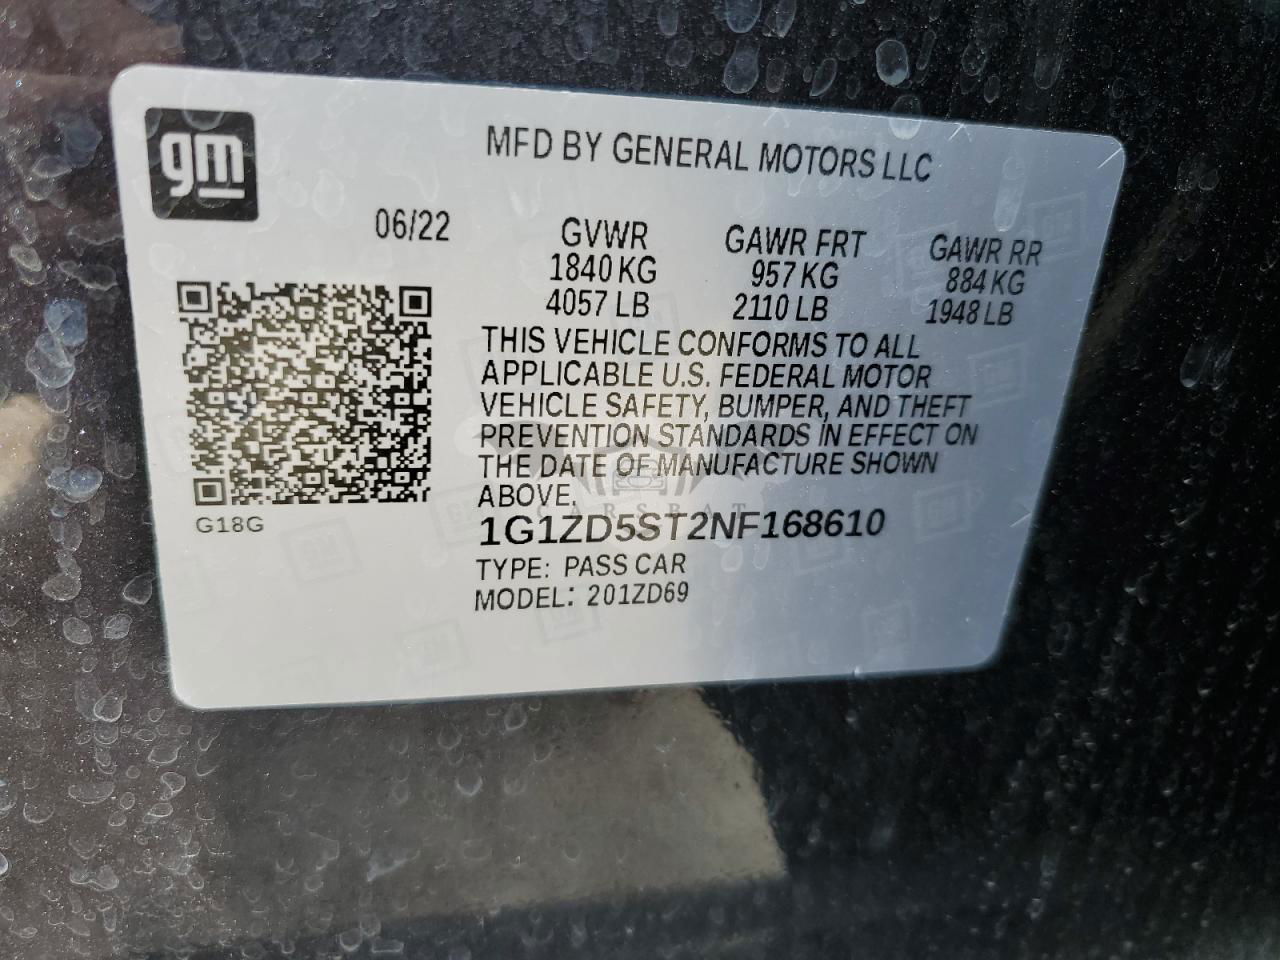 gm
MFD BY GENERAL MOTORS LLC
06/22
GVWR GAWR FRT GAWR RR
1840 KG 957 KG 884 KG
4057 LB 2110 LB 1948 LB
THIS VEHICLE CONFORMS TO ALL
APPLICABLE U.S. FEDERAL MOTOR
VEHICLE SAFETY, BUMPER, AND THEFT
PREVENTION STANDARDS IN EFFECT ON
THE DATE OF MANUFACTURE SHOWN
ABOVE.
CARSBAT
1G1ZD5ST2NF168610
G18G
TYPE: PASS CAR
MODEL: 201ZD69